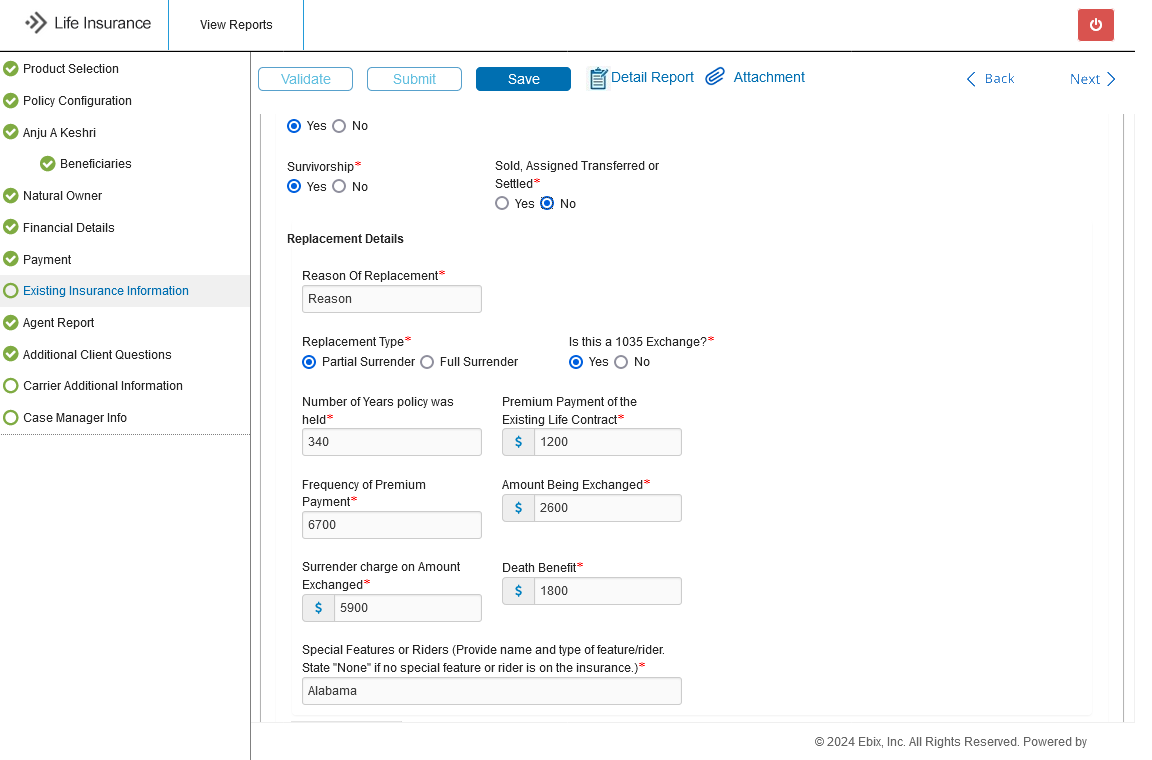 Life Insurance
View Reports
Product Selection
Policy Configuration
Anju A Keshri
Beneficiaries
Natural Owner
Financial Details
Payment
Existing Insurance Information
Agent Report
Additional Client Questions
Carrier Additional Information
Case Manager Info
Validate Submit Save Detail Report Attachment Back Next
Yes No
Survivorship*
Yes No
Sold, Assigned Transferred or
Settled*
Yes No
Replacement Details
Reason Of Replacement*
Reason
Replacement Type*
Partial Surrender Full Surrender
Is this a 1035 Exchange?*
Yes No
Number of Years policy was
held*
340
Premium Payment of the
Existing Life Contract*
$ 1200
Frequency of Premium
Payment*
6700
Amount Being Exchanged*
$ 2600
Surrender charge on Amount
Exchanged*
$ 5900
Death Benefit*
$ 1800
Special Features or Riders (Provide name and type of feature/rider.
State "None" if no special feature or rider is on the insurance.)*
Alabama
© 2024 Ebix, Inc. All Rights Reserved. Powered by